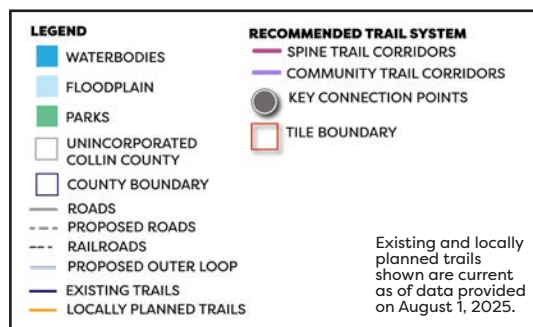 LEGEND
WATERBODIES
FLOODPLAIN
PARKS
UNINCORPORATED
COLLIN COUNTY
COUNTY BOUNDARY
ROADS
PROPOSED ROADS
RAILROADS
PROPOSED OUTER LOOP
EXISTING TRAILS
LOCALLY PLANNED TRAILS
RECOMMENDED TRAIL SYSTEM
SPINE TRAIL CORRIDORS
COMMUNITY TRAIL CORRIDORS
KEY CONNECTION POINTS
TILE BOUNDARY
Existing and locally
planned trails
shown are current
as of data provided
on August 1, 2025.